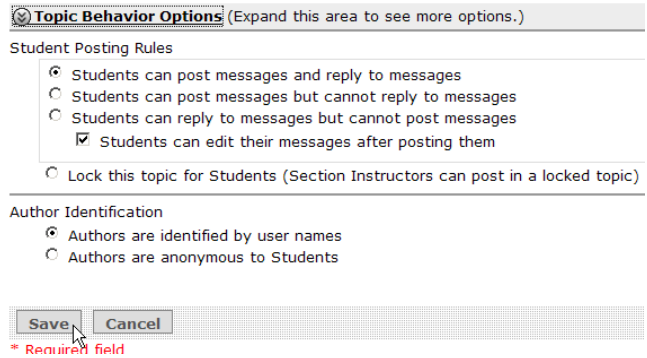 Topic Behavior Options (Expand this area to see more options.)
Student Posting Rules
Students can post messages and reply to messages
Students can post messages but cannot reply to messages
Students can reply to messages but cannot post messages
Students can edit their messages after posting them
Lock this topic for Students (Section Instructors can post in a locked topic)
Author Identification
Authors are identified by user names
Authors are anonymous to Students
Save Cancel
* Required field